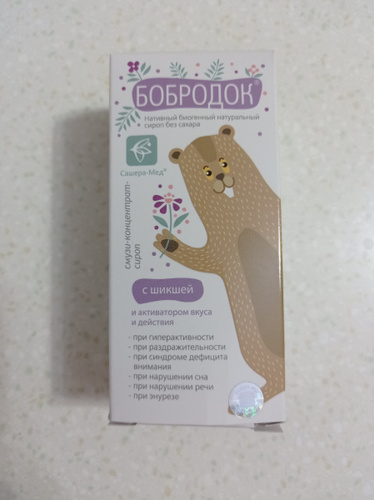 БОБРОДОК®
Нативный биогенный натуральный
сироп без сахара
Сашера-Мед®
смузи-концентрат-
сироп
с шикшей
и активатором вкуса
и действия
- при гиперактивности
- при раздражительности
- при синдроме дефицита
внимания
- при нарушении сна
- при нарушении речи
- при энурезе